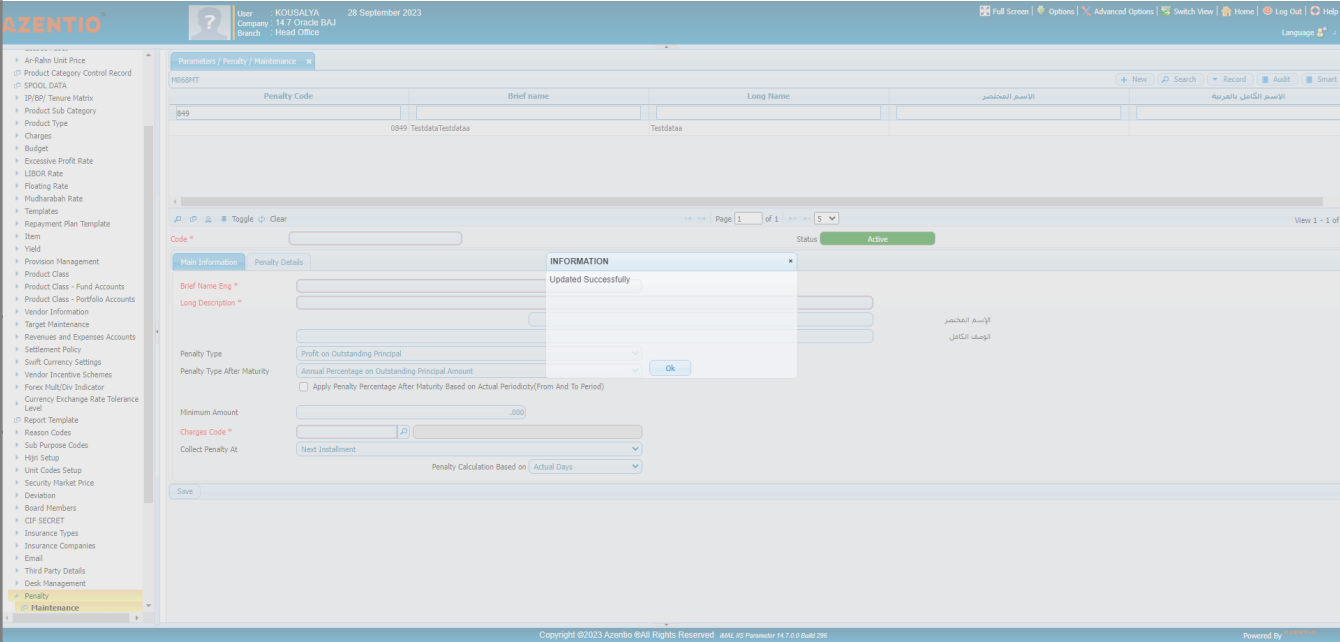 AZENTIO
User : KOUSALYA 28 September 2023
Company : 14.7 Oracle BAJ
Branch : Head Office
Full Screen | Options | Advanced Options | Switch View | Home | Log Out | Help
Language
Ar-Rahn Unit Price
Product Category Control Record
SPOOL DATA
IP/BP/ Tenure Matrix
Product Sub Category
Product Type
Charges
Budget
Excessive Profit Rate
LIBOR Rate
Floating Rate
Mudharabah Rate
Templates
Repayment Plan Template
Item
Yield
Provision Management
Product Class
Product Class - Fund Accounts
Product Class - Portfolio Accounts
Vendor Information
Target Maintenance
Revenues and Expenses Accounts
Settlement Policy
Swift Currency Settings
Vendor Incentive Schemes
Forex Mult/Div Indicator
Currency Exchange Rate Tolerance
Level
Report Template
Reason Codes
Sub Purpose Codes
Hijri Setup
Unit Codes Setup
Security Market Price
Deviation
Board Members
CIF SECRET
Insurance Types
Insurance Companies
Email
Third Party Details
Desk Management
Penalty
Maintenance
Parameters / Penalty / Maintenance ×
M068MT
New Search Record Audit Smart
Penalty Code Brief name Long Name الإسم المختصر الاسم الكامل بالعربية
849
0849 TestdataTestdataa Testdataa
Toggle Clear Page 1 of 1 5 View 1 - 1 of
Code * Status Active
Main Information Penalty Details
Brief Name Eng *
Long Description *
الإسم المختصر
الوصف الكامل
Penalty Type Profit on Outstanding Principal
Penalty Type After Maturity Annual Percentage on Outstanding Principal Amount
Apply Penalty Percentage After Maturity Based on Actual Periodicity(From And To Period)
Minimum Amount .000
Charges Code *
Collect Penalty At Next Installment
Penalty Calculation Based on Actual Days
Save
INFORMATION ×
Updated Successfully
Ok
Copyright ©2023 Azentio ®All Rights Reserved iMAL IIS Parameter 14.7.0.0 Build 296
Powered By